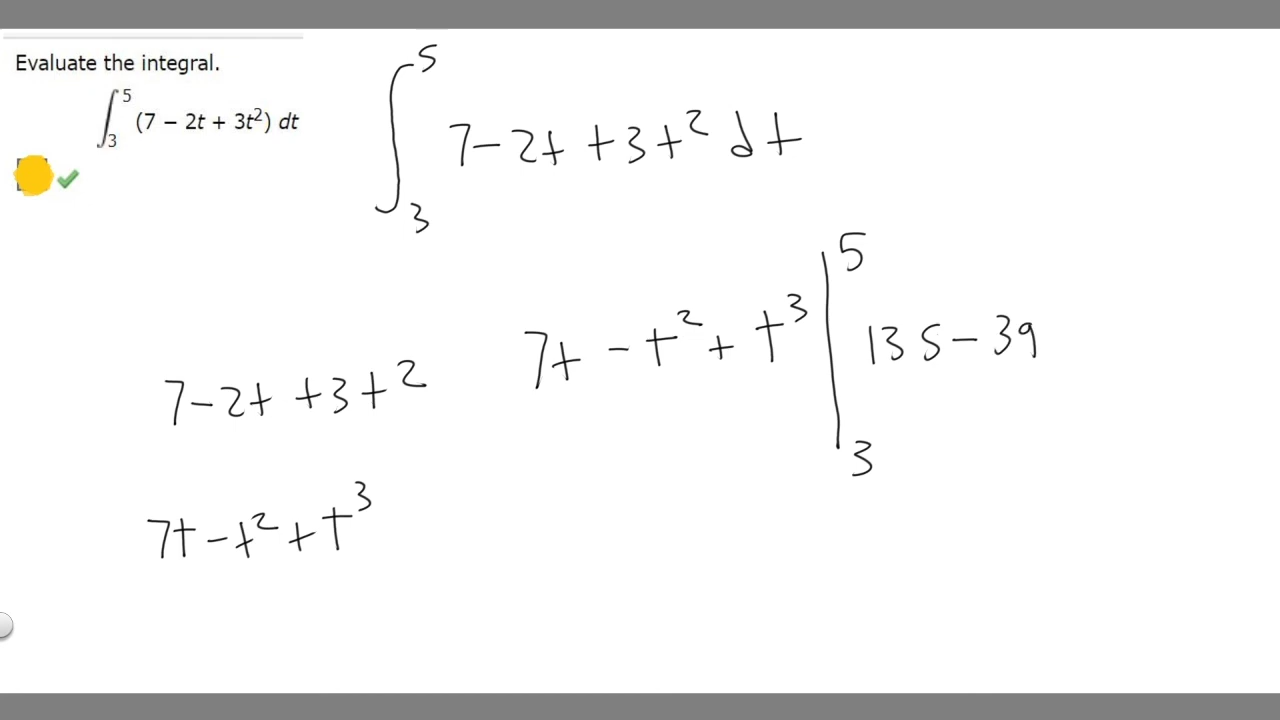 Evaluate the integral.
∫₃⁵ (7 − 2t + 3t²) dt
∫₃⁵ 7-2t+3t² dt
7t - t² + t³ |₃⁵ 135-39
7-2t+3t²
7t-t²+t³